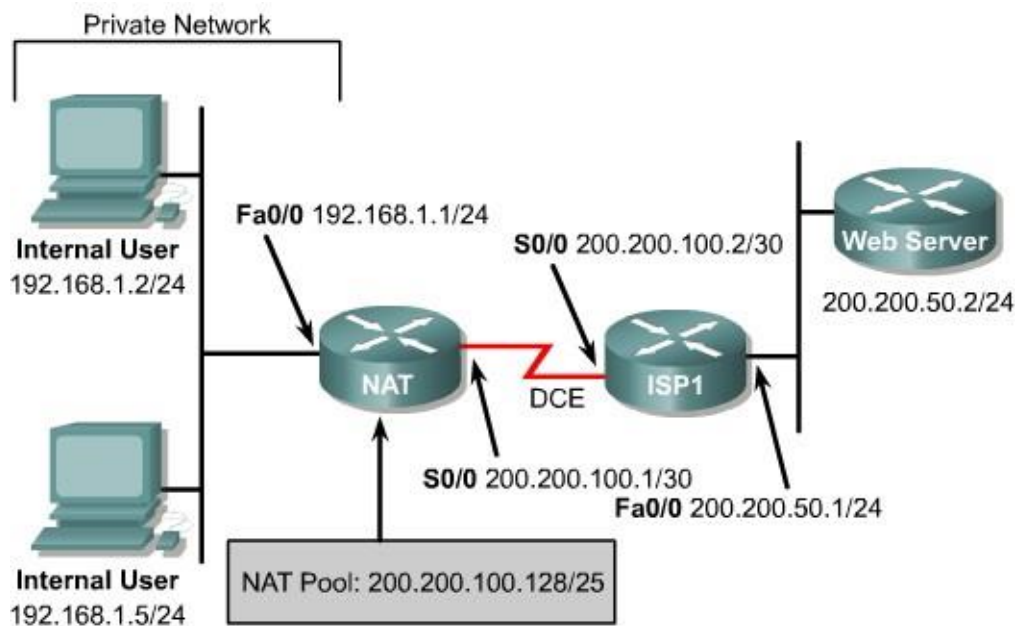 Private Network
Internal User
192.168.1.2/24
Fa0/0 192.168.1.1/24
S0/0 200.200.100.2/30
Web Server
200.200.50.2/24
NAT
DCE
ISP1
S0/0 200.200.100.1/30
Fa0/0 200.200.50.1/24
Internal User
192.168.1.5/24
NAT Pool: 200.200.100.128/25